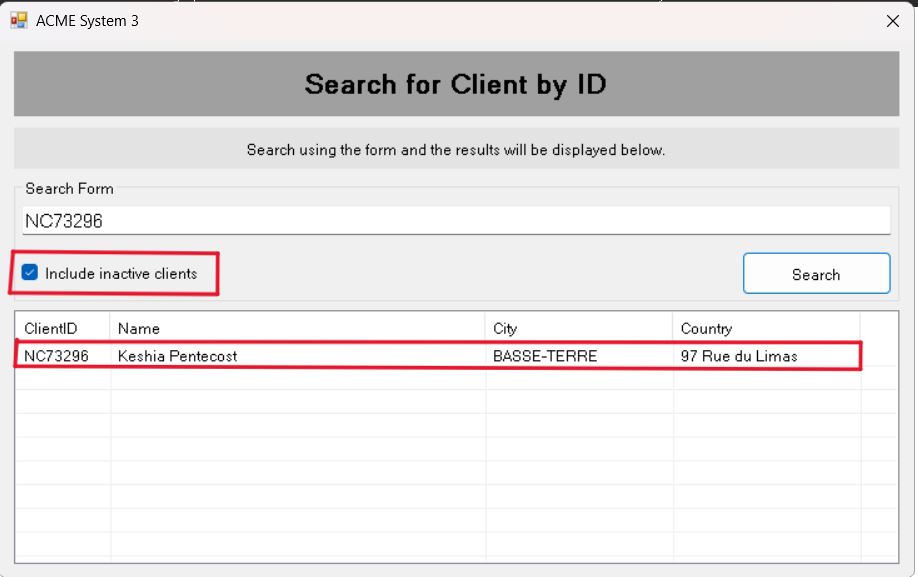 ACME System 3
Search for Client by ID
Search using the form and the results will be displayed below.
Search Form
NC73296
Include inactive clients
Search
ClientID Name City Country
NC73296 Keshia Pentecost BASSE-TERRE 97 Rue du Limas